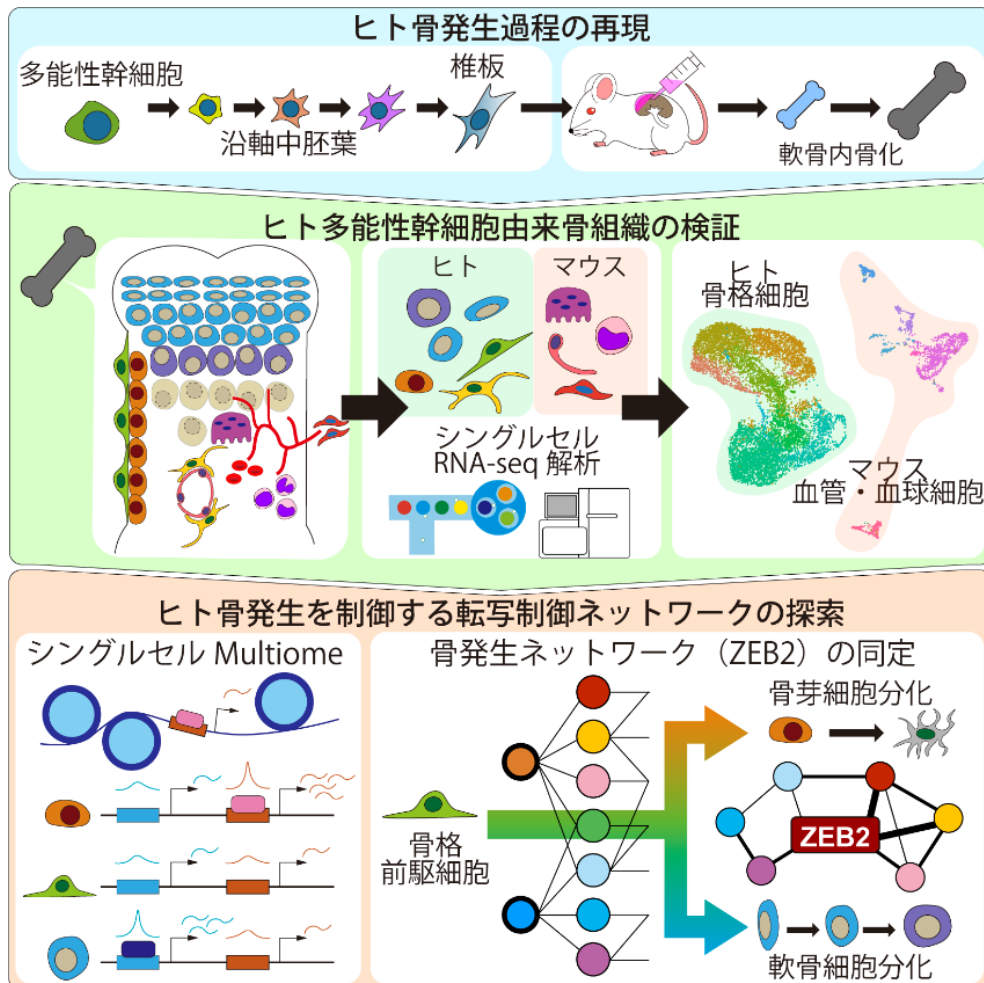 ヒト骨発生過程の再現
多能性幹細胞
沿軸中胚葉
椎板
軟骨内骨化
ヒト多能性幹細胞由来骨組織の検証
ヒト
マウス
シングルセル
RNA-seq 解析
ヒト
骨格細胞
マウス
血管・血球細胞
ヒト骨発生を制御する転写制御ネットワークの探索
シングルセル Multiome
骨発生ネットワーク（ZEB2）の同定
骨格
前駆細胞
骨芽細胞分化
ZEB2
軟骨細胞分化